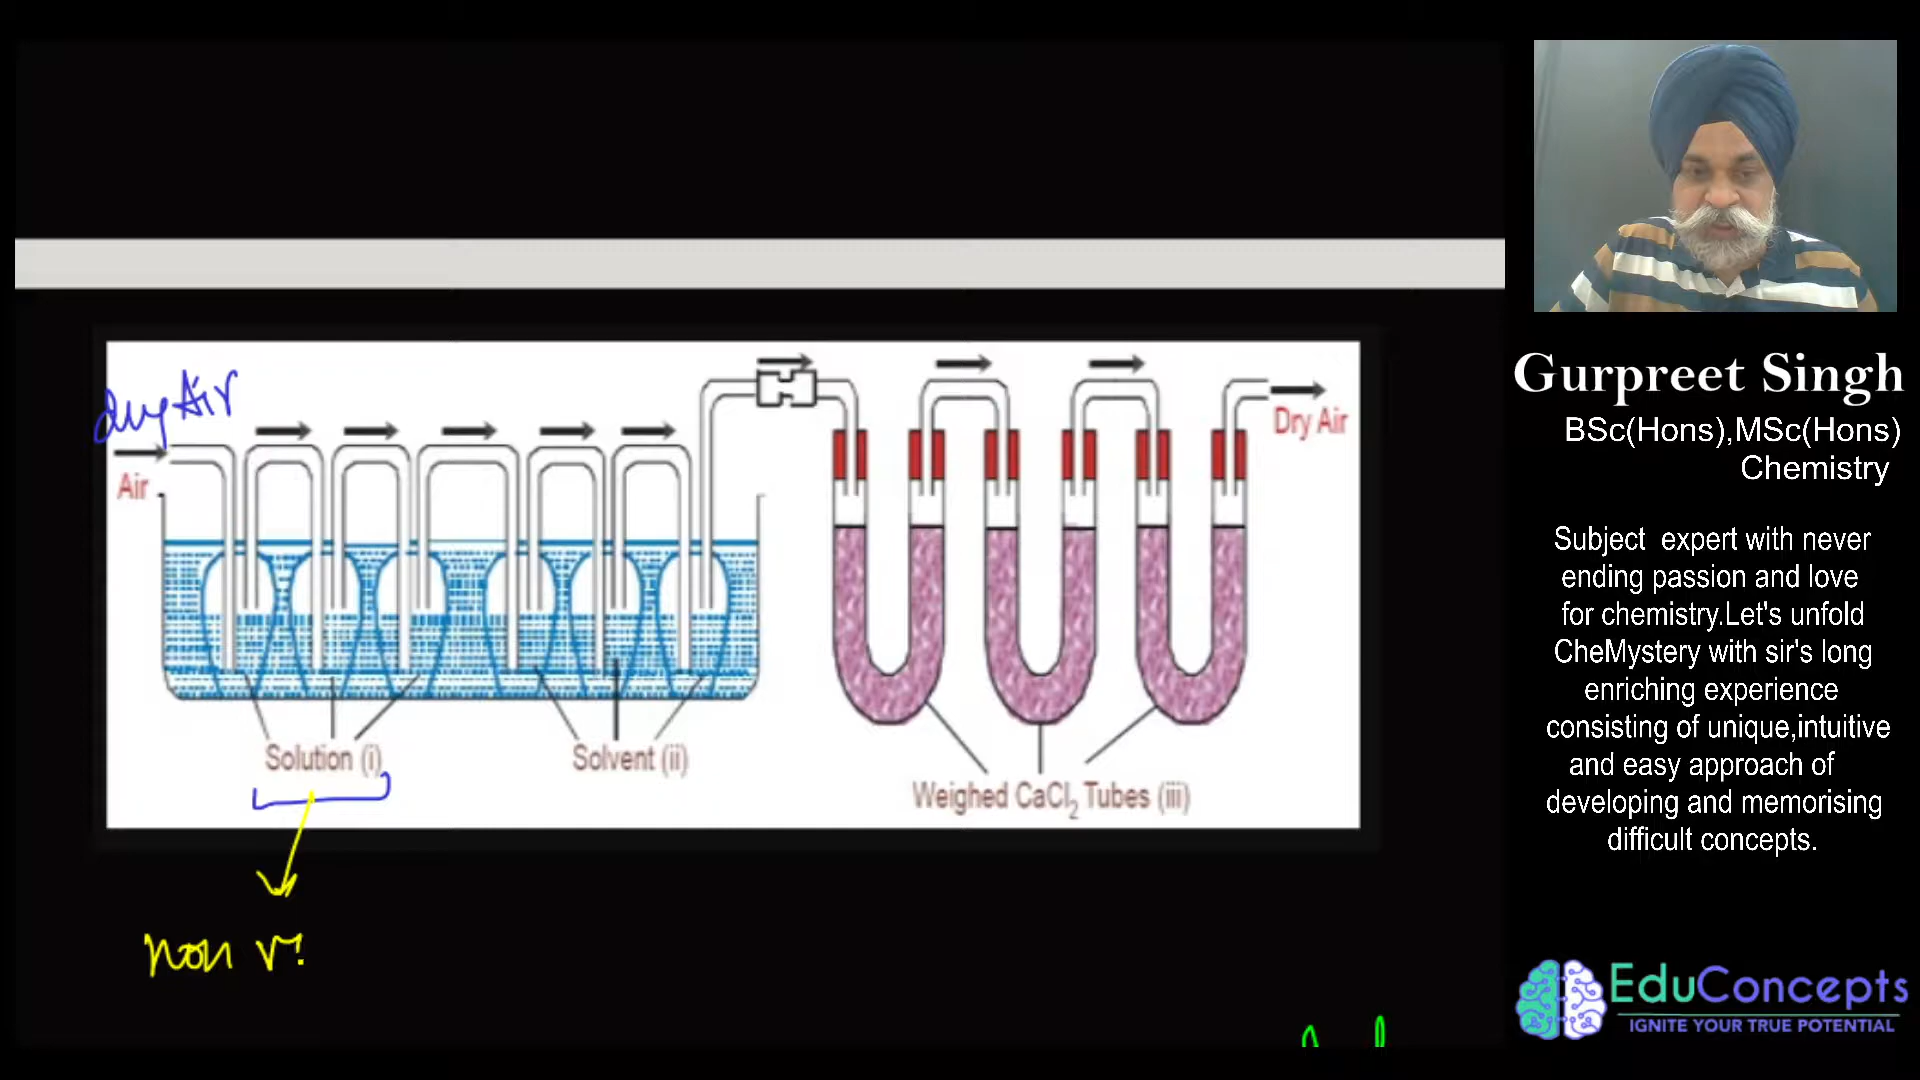 dry Air
Air
Dry Air
Solution (i)
Solvent (ii)
Weighed CaCl₂ Tubes (iii)
non v:
Gurpreet Singh
BSc(Hons),MSc(Hons)
Chemistry
Subject expert with never
ending passion and love
for chemistry.Let's unfold
CheMystery with sir's long
enriching experience
consisting of unique,intuitive
and easy approach of
developing and memorising
difficult concepts.
EduConcepts
IGNITE YOUR TRUE POTENTIAL